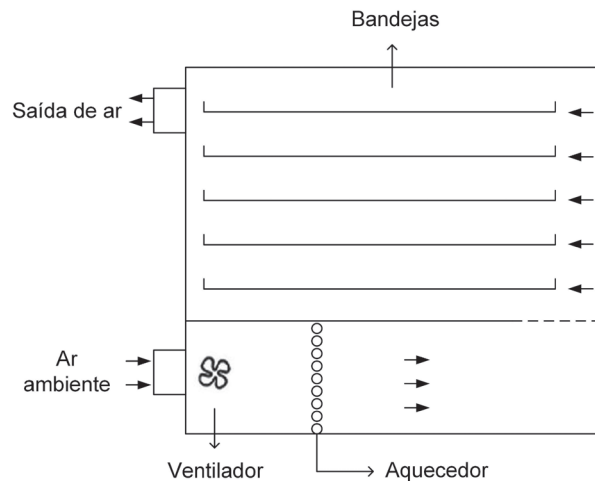 Bandejas
Saída de ar
Ar
ambiente
Ventilador
Aquecedor